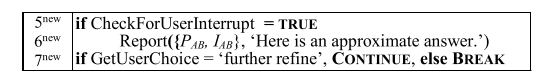 5new if CheckForUserInterrupt = TRUE
6new Report({PAB, IAB}, ‘Here is an approximate answer.’)
7new if GetUserChoice = ‘further refine’, CONTINUE, else BREAK